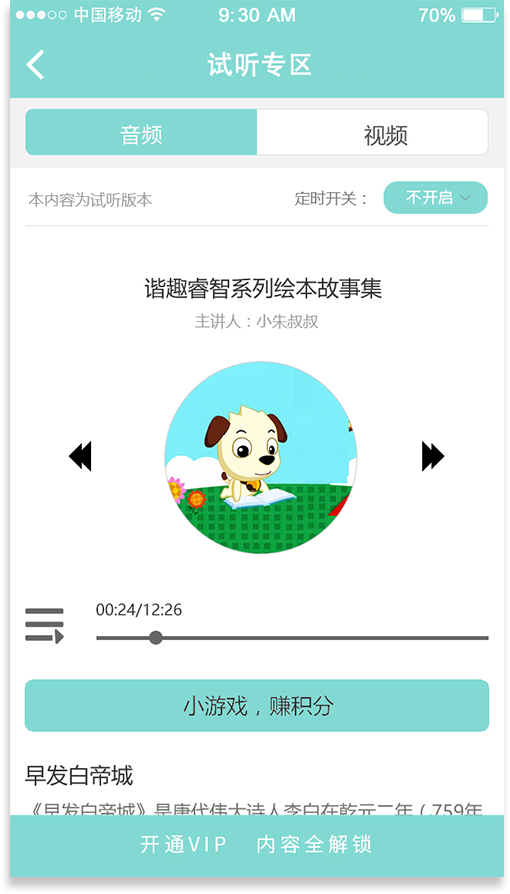 中国移动 9:30 AM 70%
试听专区
音频 视频
本内容为试听版本 定时开关： 不开启
谐趣睿智系列绘本故事集
主讲人：小朱叔叔
00:24/12:26
小游戏，赚积分
早发白帝城
《早发白帝城》是唐代伟大诗人李白在乾元二年（.759年
开通VIP 内容全解锁